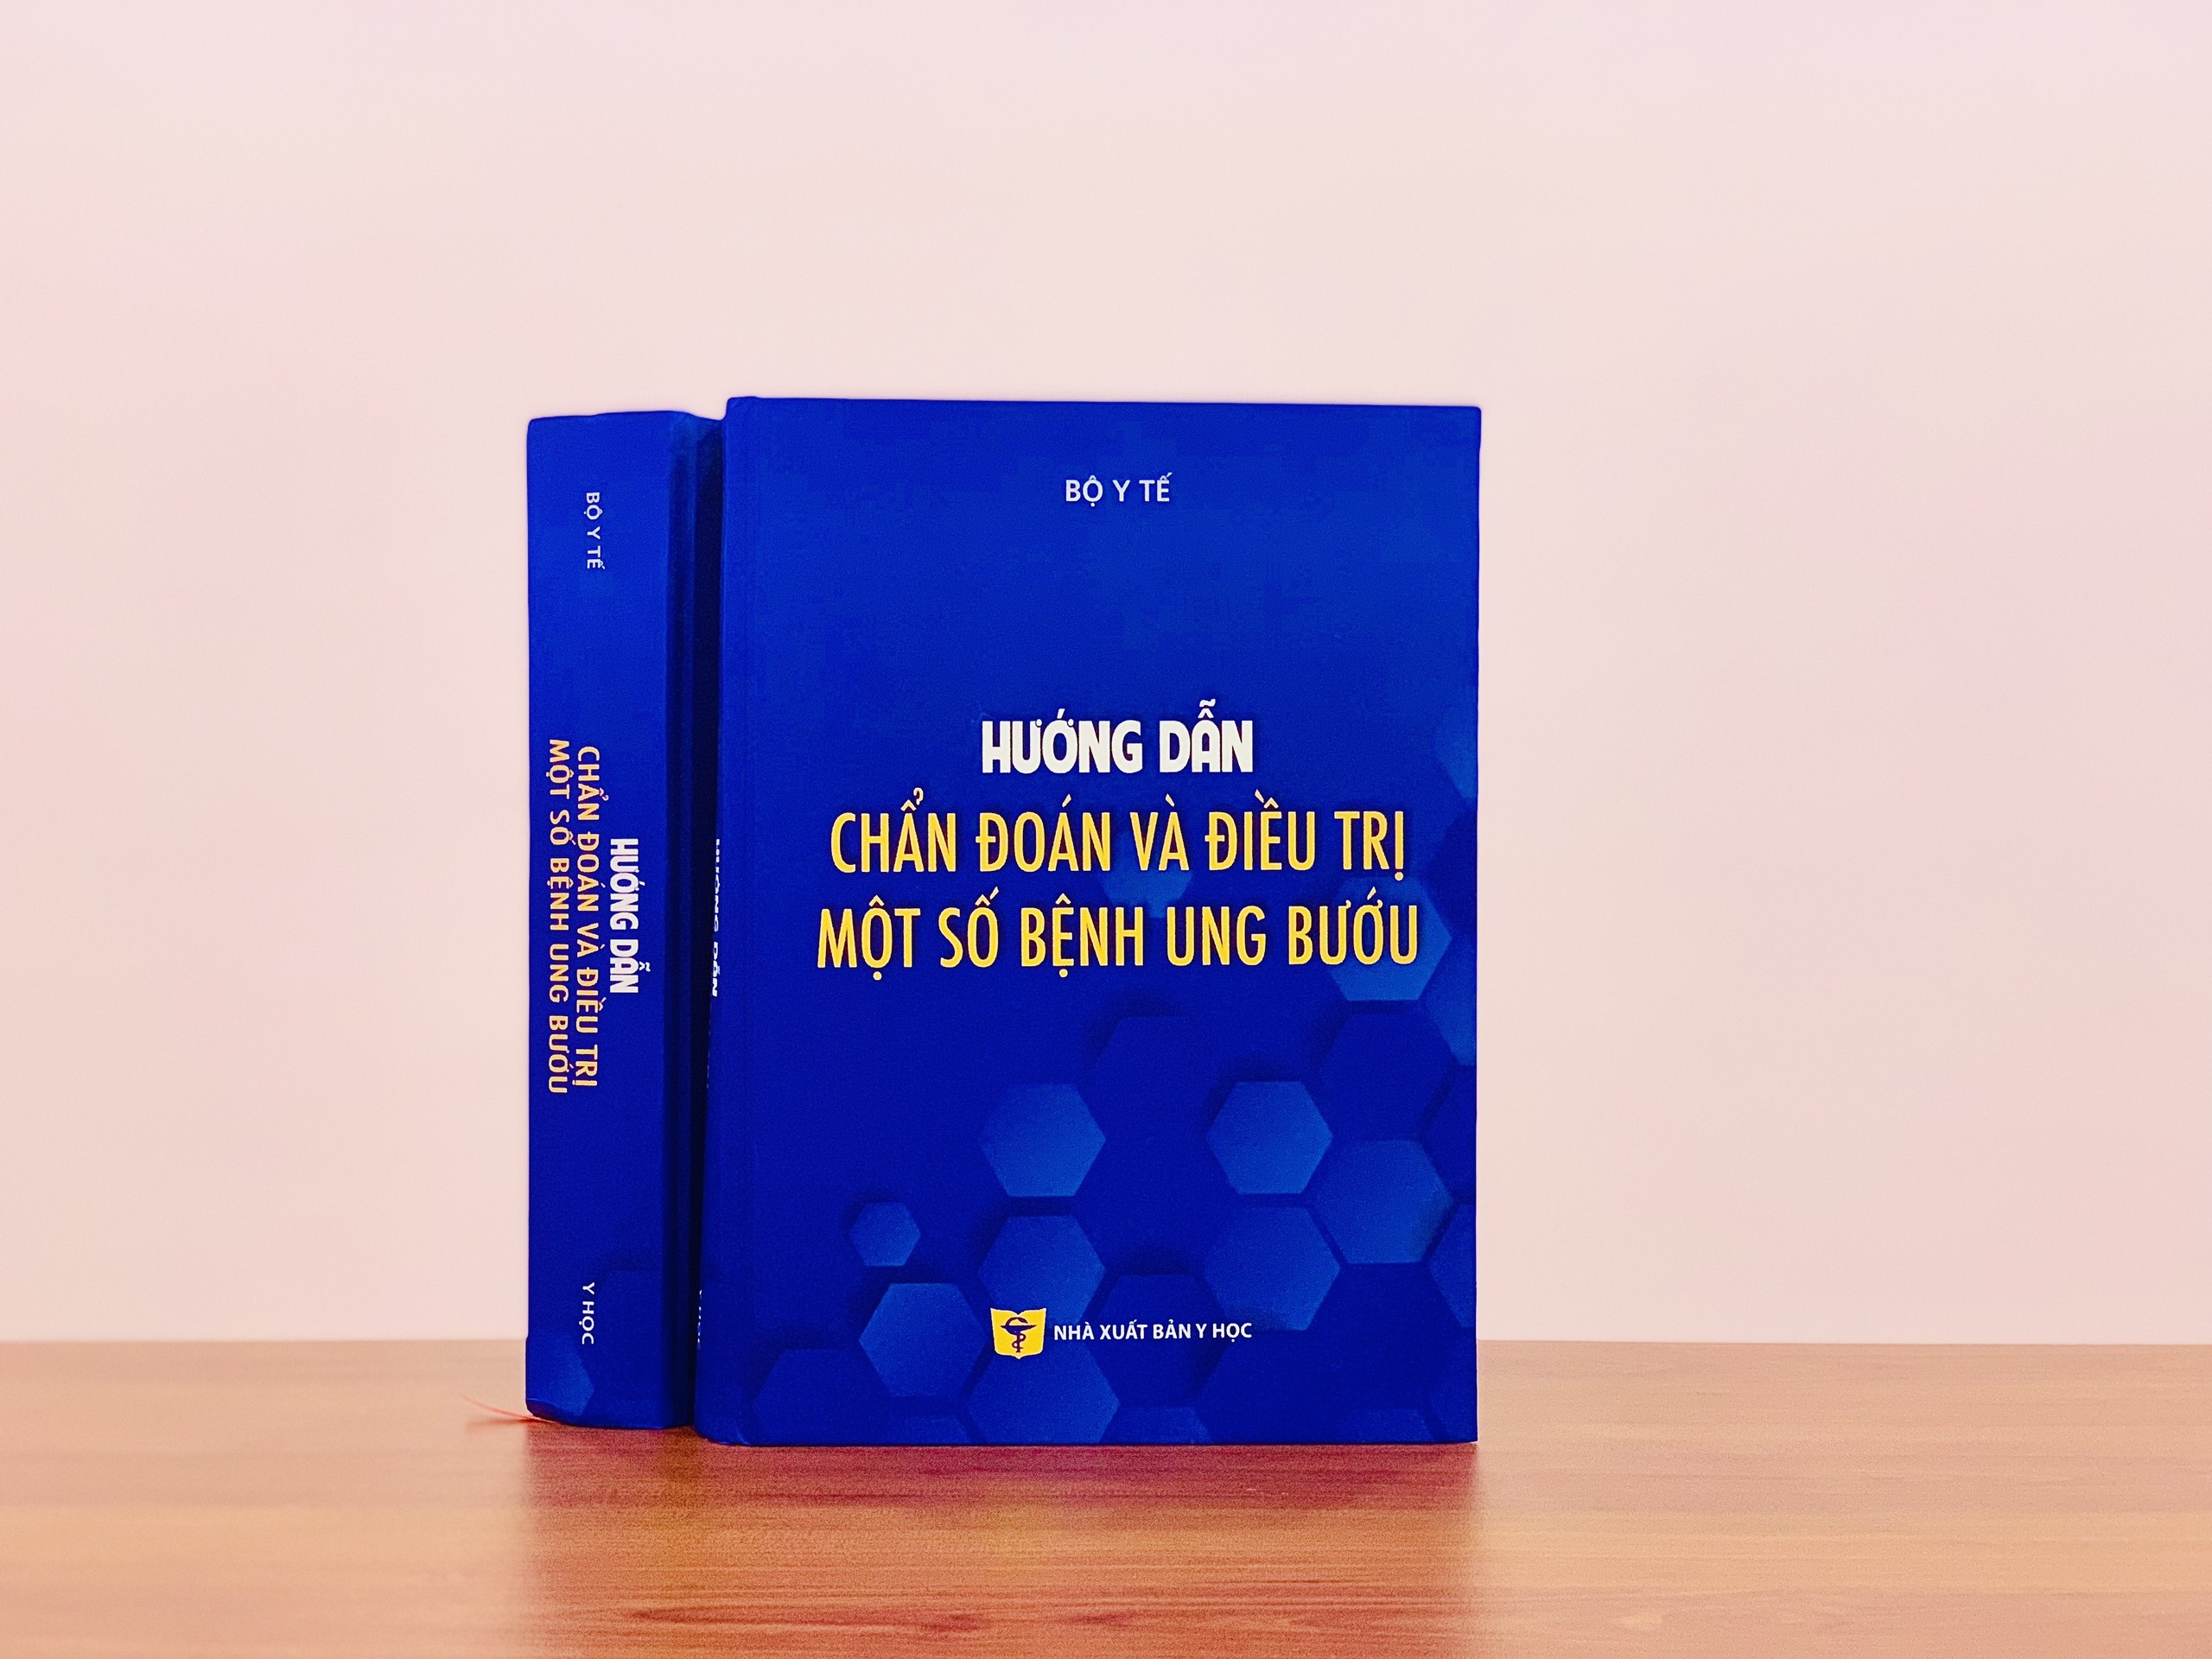 BỘ Y TẾ
HƯỚNG DẪN
CHẨN ĐOÁN VÀ ĐIỀU TRỊ
MỘT SỐ BỆNH UNG BƯỚU
Y HỌC
BỘ Y TẾ
HƯỚNG DẪN
CHẨN ĐOÁN VÀ ĐIỀU TRỊ
MỘT SỐ BỆNH UNG BƯỚU
NHÀ XUẤT BẢN Y HỌC